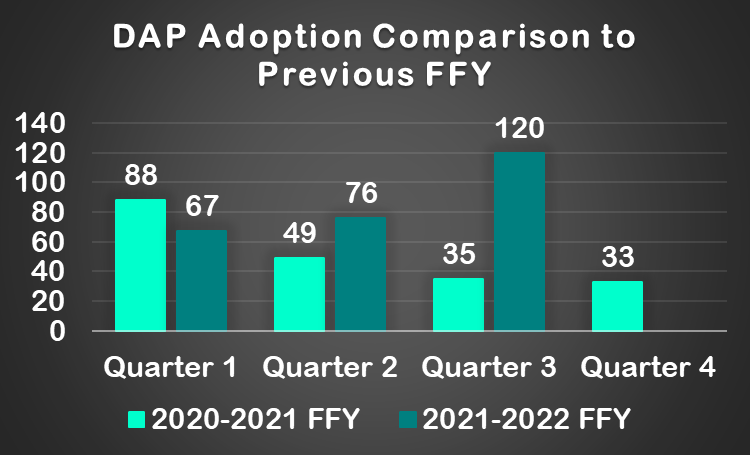 DAP Adoption Comparison to
Previous FFY
140
120
100
80
60
40
20
0
88
67
49
76
35
120
33
Quarter 1
Quarter 2
Quarter 3
Quarter 4
2020-2021 FFY
2021-2022 FFY